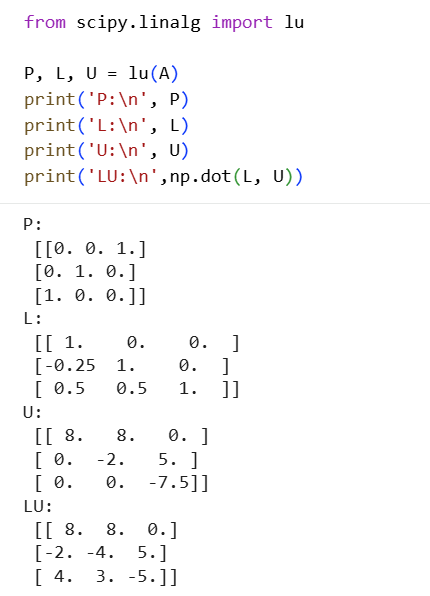 from scipy.linalg import lu
P, L, U = lu(A)
print('P:\n', P)
print('L:\n', L)
print('U:\n', U)
print('LU:\n',np.dot(L, U))
P:
[[0. 0. 1.]
[0. 1. 0.]
[1. 0. 0.]]
L:
[[ 1.    0.    0.  ]
[-0.25  1.    0.  ]
[ 0.5   0.5   1.  ]]
U:
[[ 8.   8.   0. ]
[ 0.  -2.   5. ]
[ 0.   0.  -7.5]]
LU:
[[ 8.  8.  0.]
[-2. -4.  5.]
[ 4.  3. -5.]]